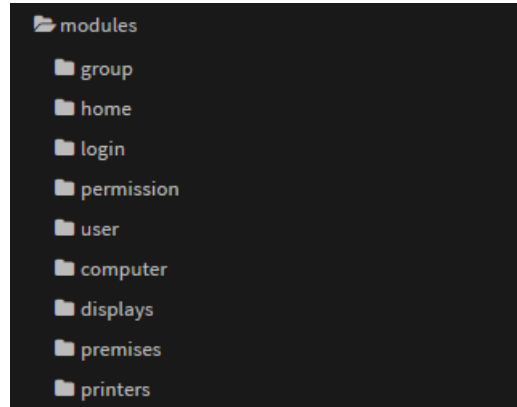 modules
group
home
login
permission
user
computer
displays
premises
printers